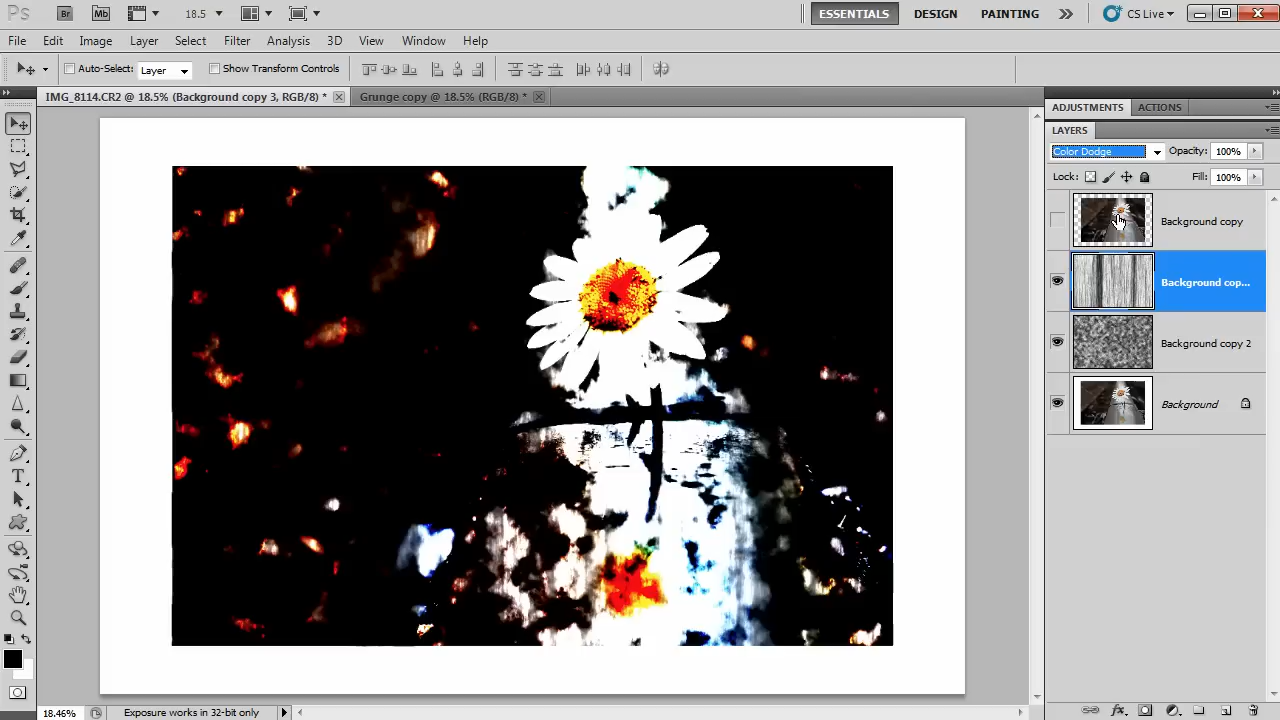 Ps Br Mb 18.5 ESSENTIALS DESIGN PAINTING CS Live
File Edit Image Layer Select Filter Analysis 3D View Window Help
Auto-Select: Layer Show Transform Controls
IMG_8114.CR2 @ 18.5% (Background copy 3, RGB/8) * Grunge copy @ 18.5% (RGB/8) *
ADJUSTMENTS ACTIONS
LAYERS
Color Dodge Opacity: 100%
Lock: Fill: 100%
Background copy
Background cop...
Background copy 2
Background
18.46% Exposure works in 32-bit only